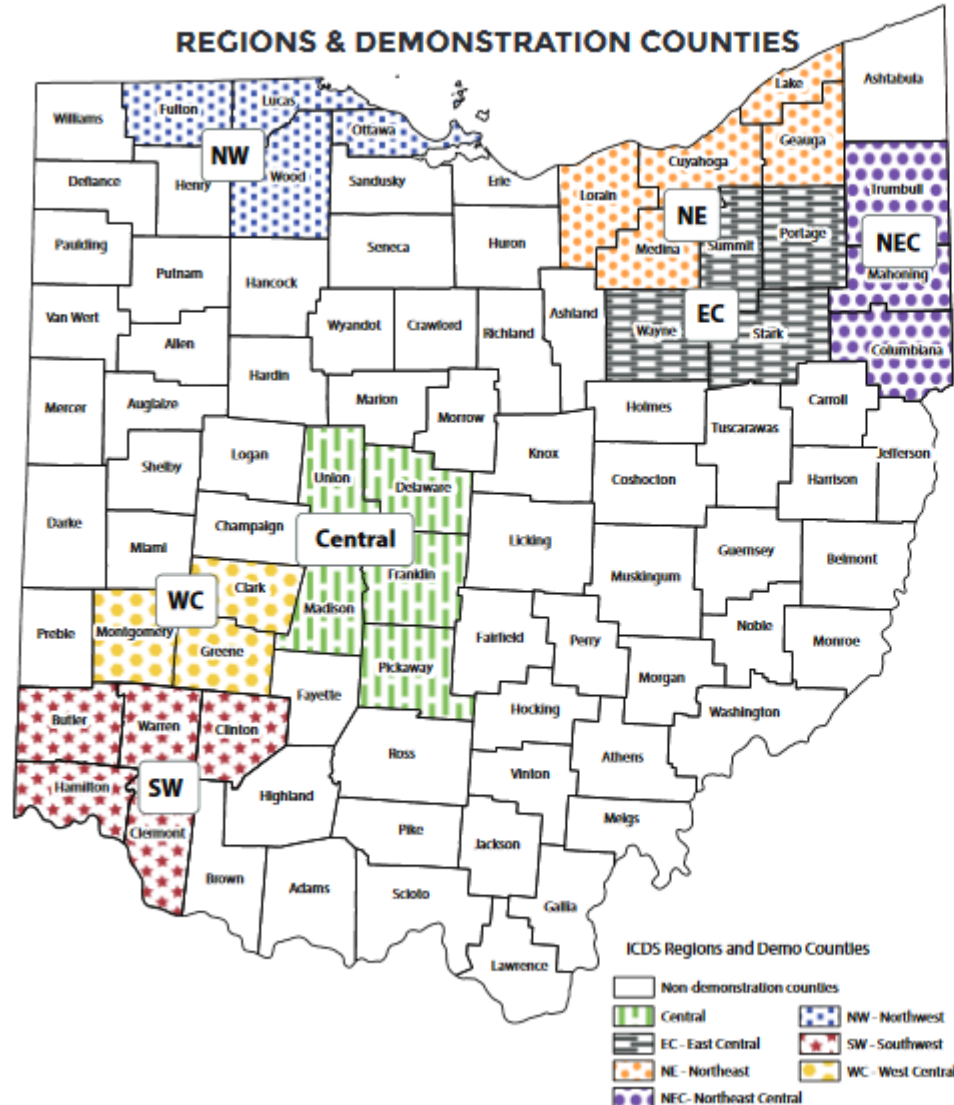 REGIONS & DEMONSTRATION COUNTIES
Ashtabula
Lake
Fulton
Lucas
Williams
Ottawa
Geauga
NW
Cuyahoga
Defiance
Henry
Wood
Sandusky
Erie
Lorain
Trumbull
NE
Paulding
Seneca
Huron
Medina
Summit
Portage
NEC
Putnam
Hancock
Mahoning
Van Wert
Wyandot
Crawford
Richland
Ashland
Wayne
EC
Stark
Allen
Columbiana
Hardin
Mercer
Auglaize
Marion
Morrow
Holmes
Carroll
Tuscarawas
Logan
Knox
Jefferson
Shelby
Union
Delaware
Coshocton
Harrison
Darke
Champaign
Central
Licking
Miami
Guernsey
Belmont
Franklin
Muskingum
WC
Clark
Madison
Preble
Montgomery
Greene
Fairfield
Perry
Noble
Monroe
Pickaway
Morgan
Fayette
Hocking
Washington
Butler
Warren
Clinton
Ross
Athens
Hamilton
SW
Highland
Vinton
Clermont
Pike
Meigs
Jackson
Brown
Adams
Scioto
Gallia
Lawrence
ICDS Regions and Demo Counties
Non-demonstration counties
Central
NW - Northwest
EC - East Central
SW - Southwest
NE - Northeast
WC - West Central
NEC- Northeast Central